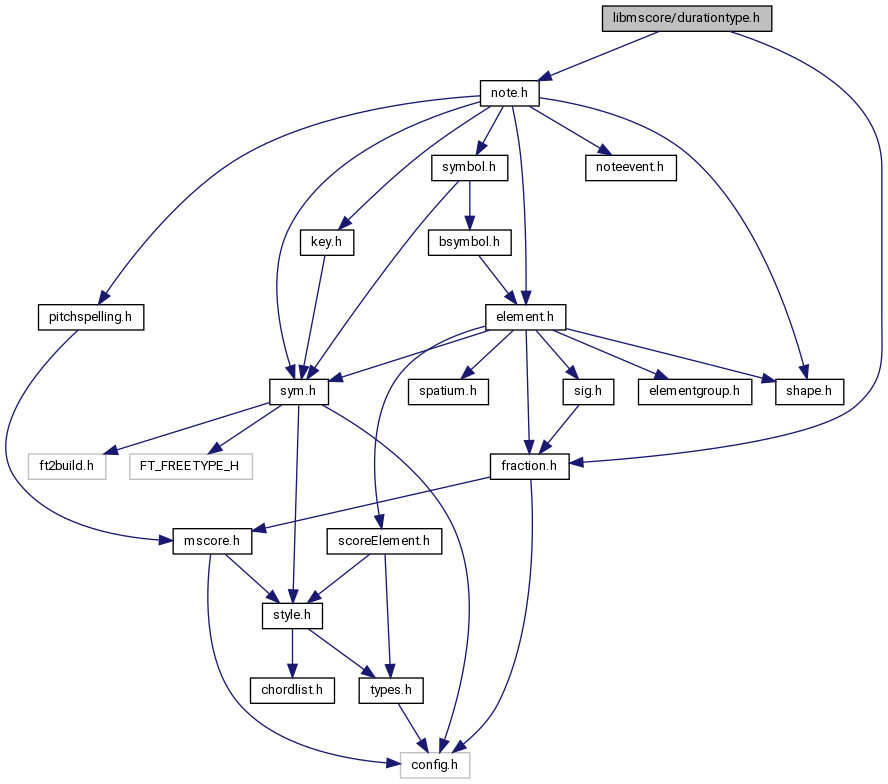 libmscore/durationtype.h
note.h
symbol.h
noteevent.h
key.h
bsymbol.h
pitchspelling.h
element.h
sym.h
spatium.h
sig.h
elementgroup.h
shape.h
ft2build.h
FT_FREETYPE_H
fraction.h
mscore.h
scoreElement.h
style.h
chordlist.h
types.h
config.h